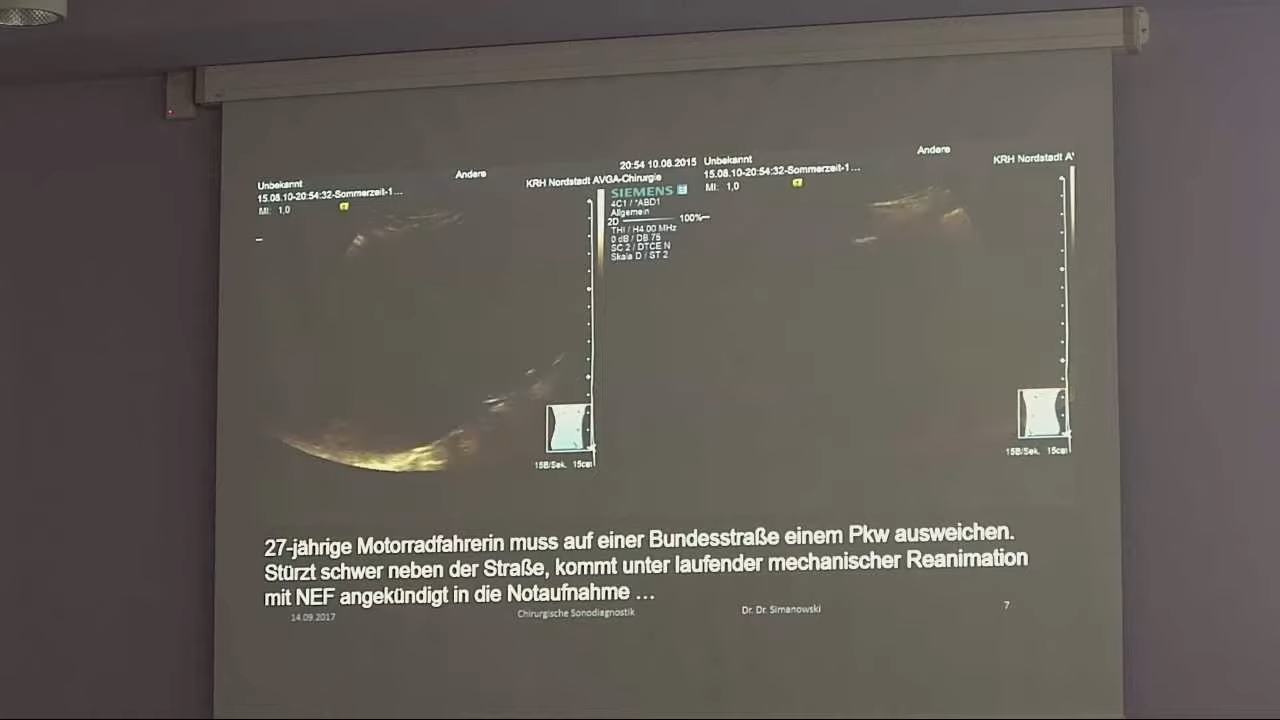 Unbekannt
Andere
15.08.10-20:54:32-Sommerzeit-1...
KRH Nordstadt AVGA-Chirurgie
MI: 1,0
15B/Sek. 15cm
20:54 10.08.2015
SIEMENS
4C1 / *ABD1
Allgemein
2D 100%
THI / H4.00 MHz
0 dB / DB 75
SC 2 / DTCE N
Skala D / ST 2
Unbekannt
Andere
15.08.10-20:54:32-Sommerzeit-1...
KRH Nordstadt A'
MI: 1,0
15B/Sek. 15cm
27-jährige Motorradfahrerin muss auf einer Bundesstraße einem Pkw ausweichen.
Stürzt schwer neben der Straße, kommt unter laufender mechanischer Reanimation
mit NEF angekündigt in die Notaufnahme ...
14.09.2017 Chirurgische Sonodiagnostik Dr. Dr. Simanowski 7